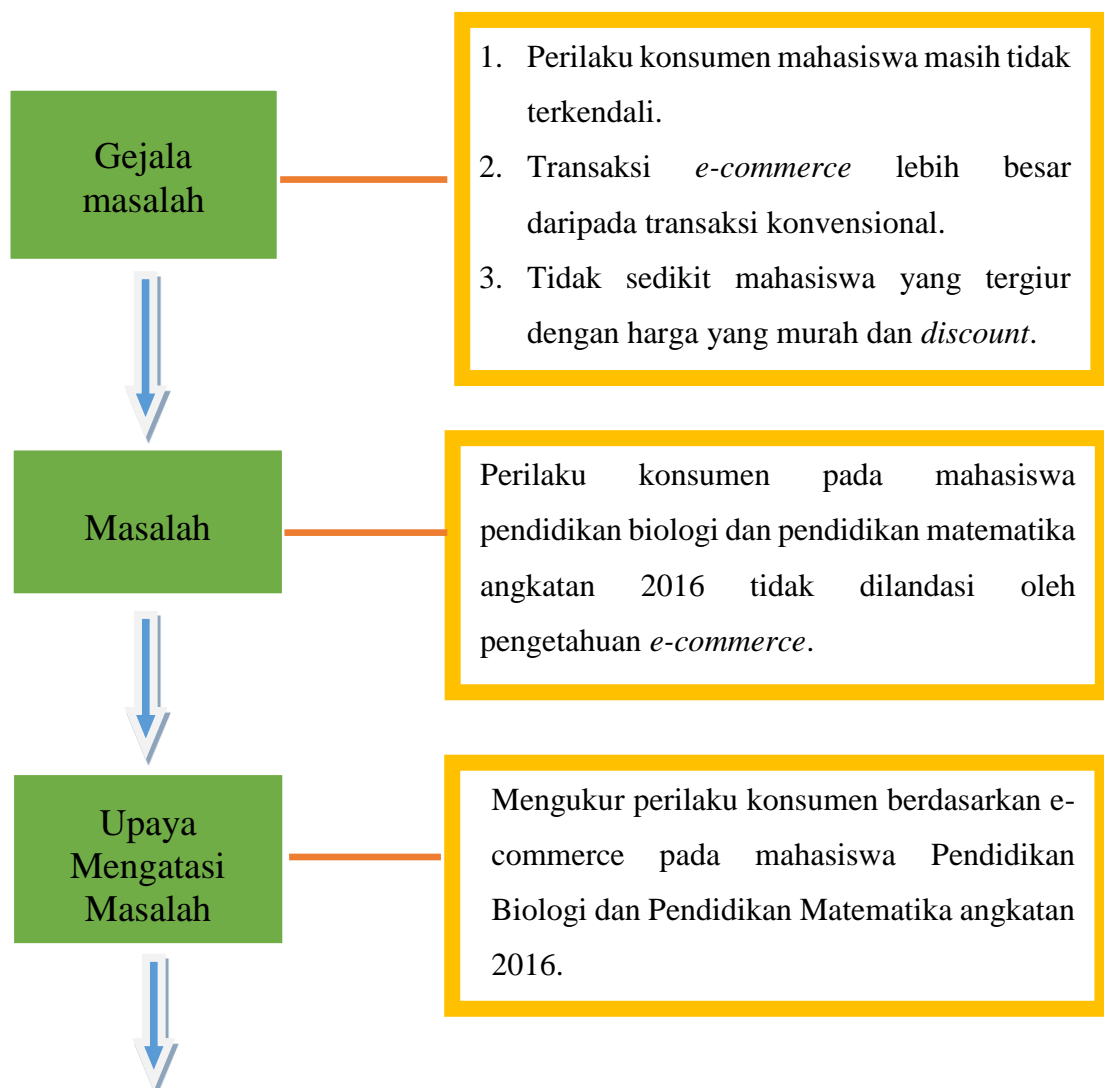 Gejala
masalah
1. Perilaku konsumen mahasiswa masih tidak
terkendali.
2. Transaksi e-commerce lebih besar
daripada transaksi konvensional.
3. Tidak sedikit mahasiswa yang tergiur
dengan harga yang murah dan discount.
Masalah
Perilaku konsumen pada mahasiswa
pendidikan biologi dan pendidikan matematika
angkatan 2016 tidak dilandasi oleh
pengetahuan e-commerce.
Upaya
Mengatasi
Masalah
Mengukur perilaku konsumen berdasarkan e-
commerce pada mahasiswa Pendidikan
Biologi dan Pendidikan Matematika angkatan
2016.